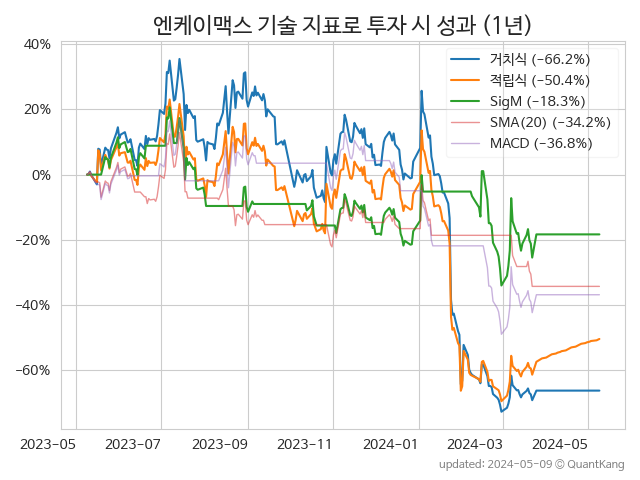 엔케이맥스 기술 지표로 투자 시 성과 (1년)
40%
20%
0%
−20%
−40%
−60%
거치식 (−66.2%)
적립식 (−50.4%)
SigM (−18.3%)
SMA(20) (−34.2%)
MACD (−36.8%)
2023-05
2023-07
2023-09
2023-11
2024-01
2024-03
2024-05
updated: 2024-05-09 © QuantKang